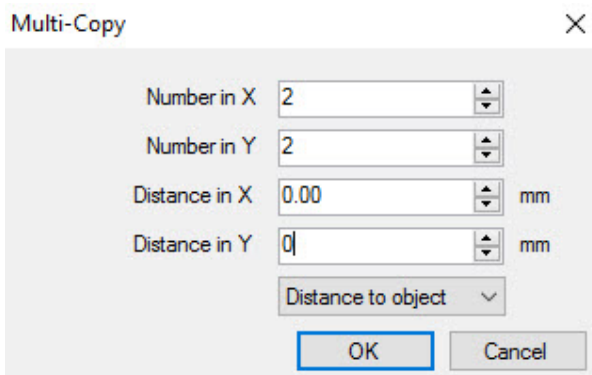 Multi-Copy
Number in X 2
Number in Y 2
Distance in X 0.00 mm
Distance in Y 0 mm
Distance to object
OK Cancel